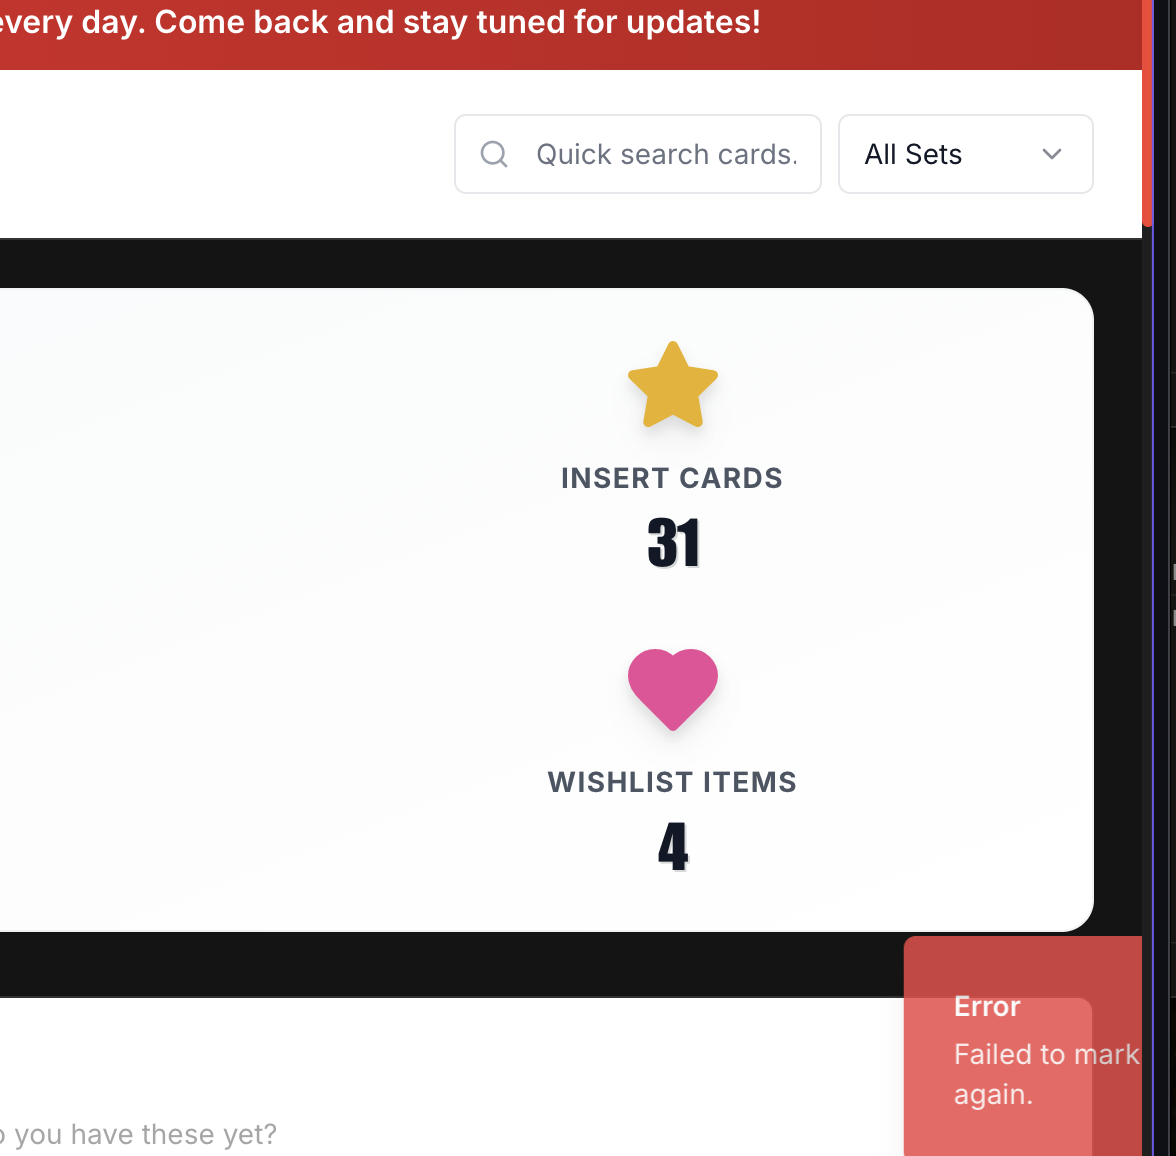 every day. Come back and stay tuned for updates!
Quick search cards.
All Sets
INSERT CARDS
31
WISHLIST ITEMS
4
Error
Failed to mark
again.
you have these yet?